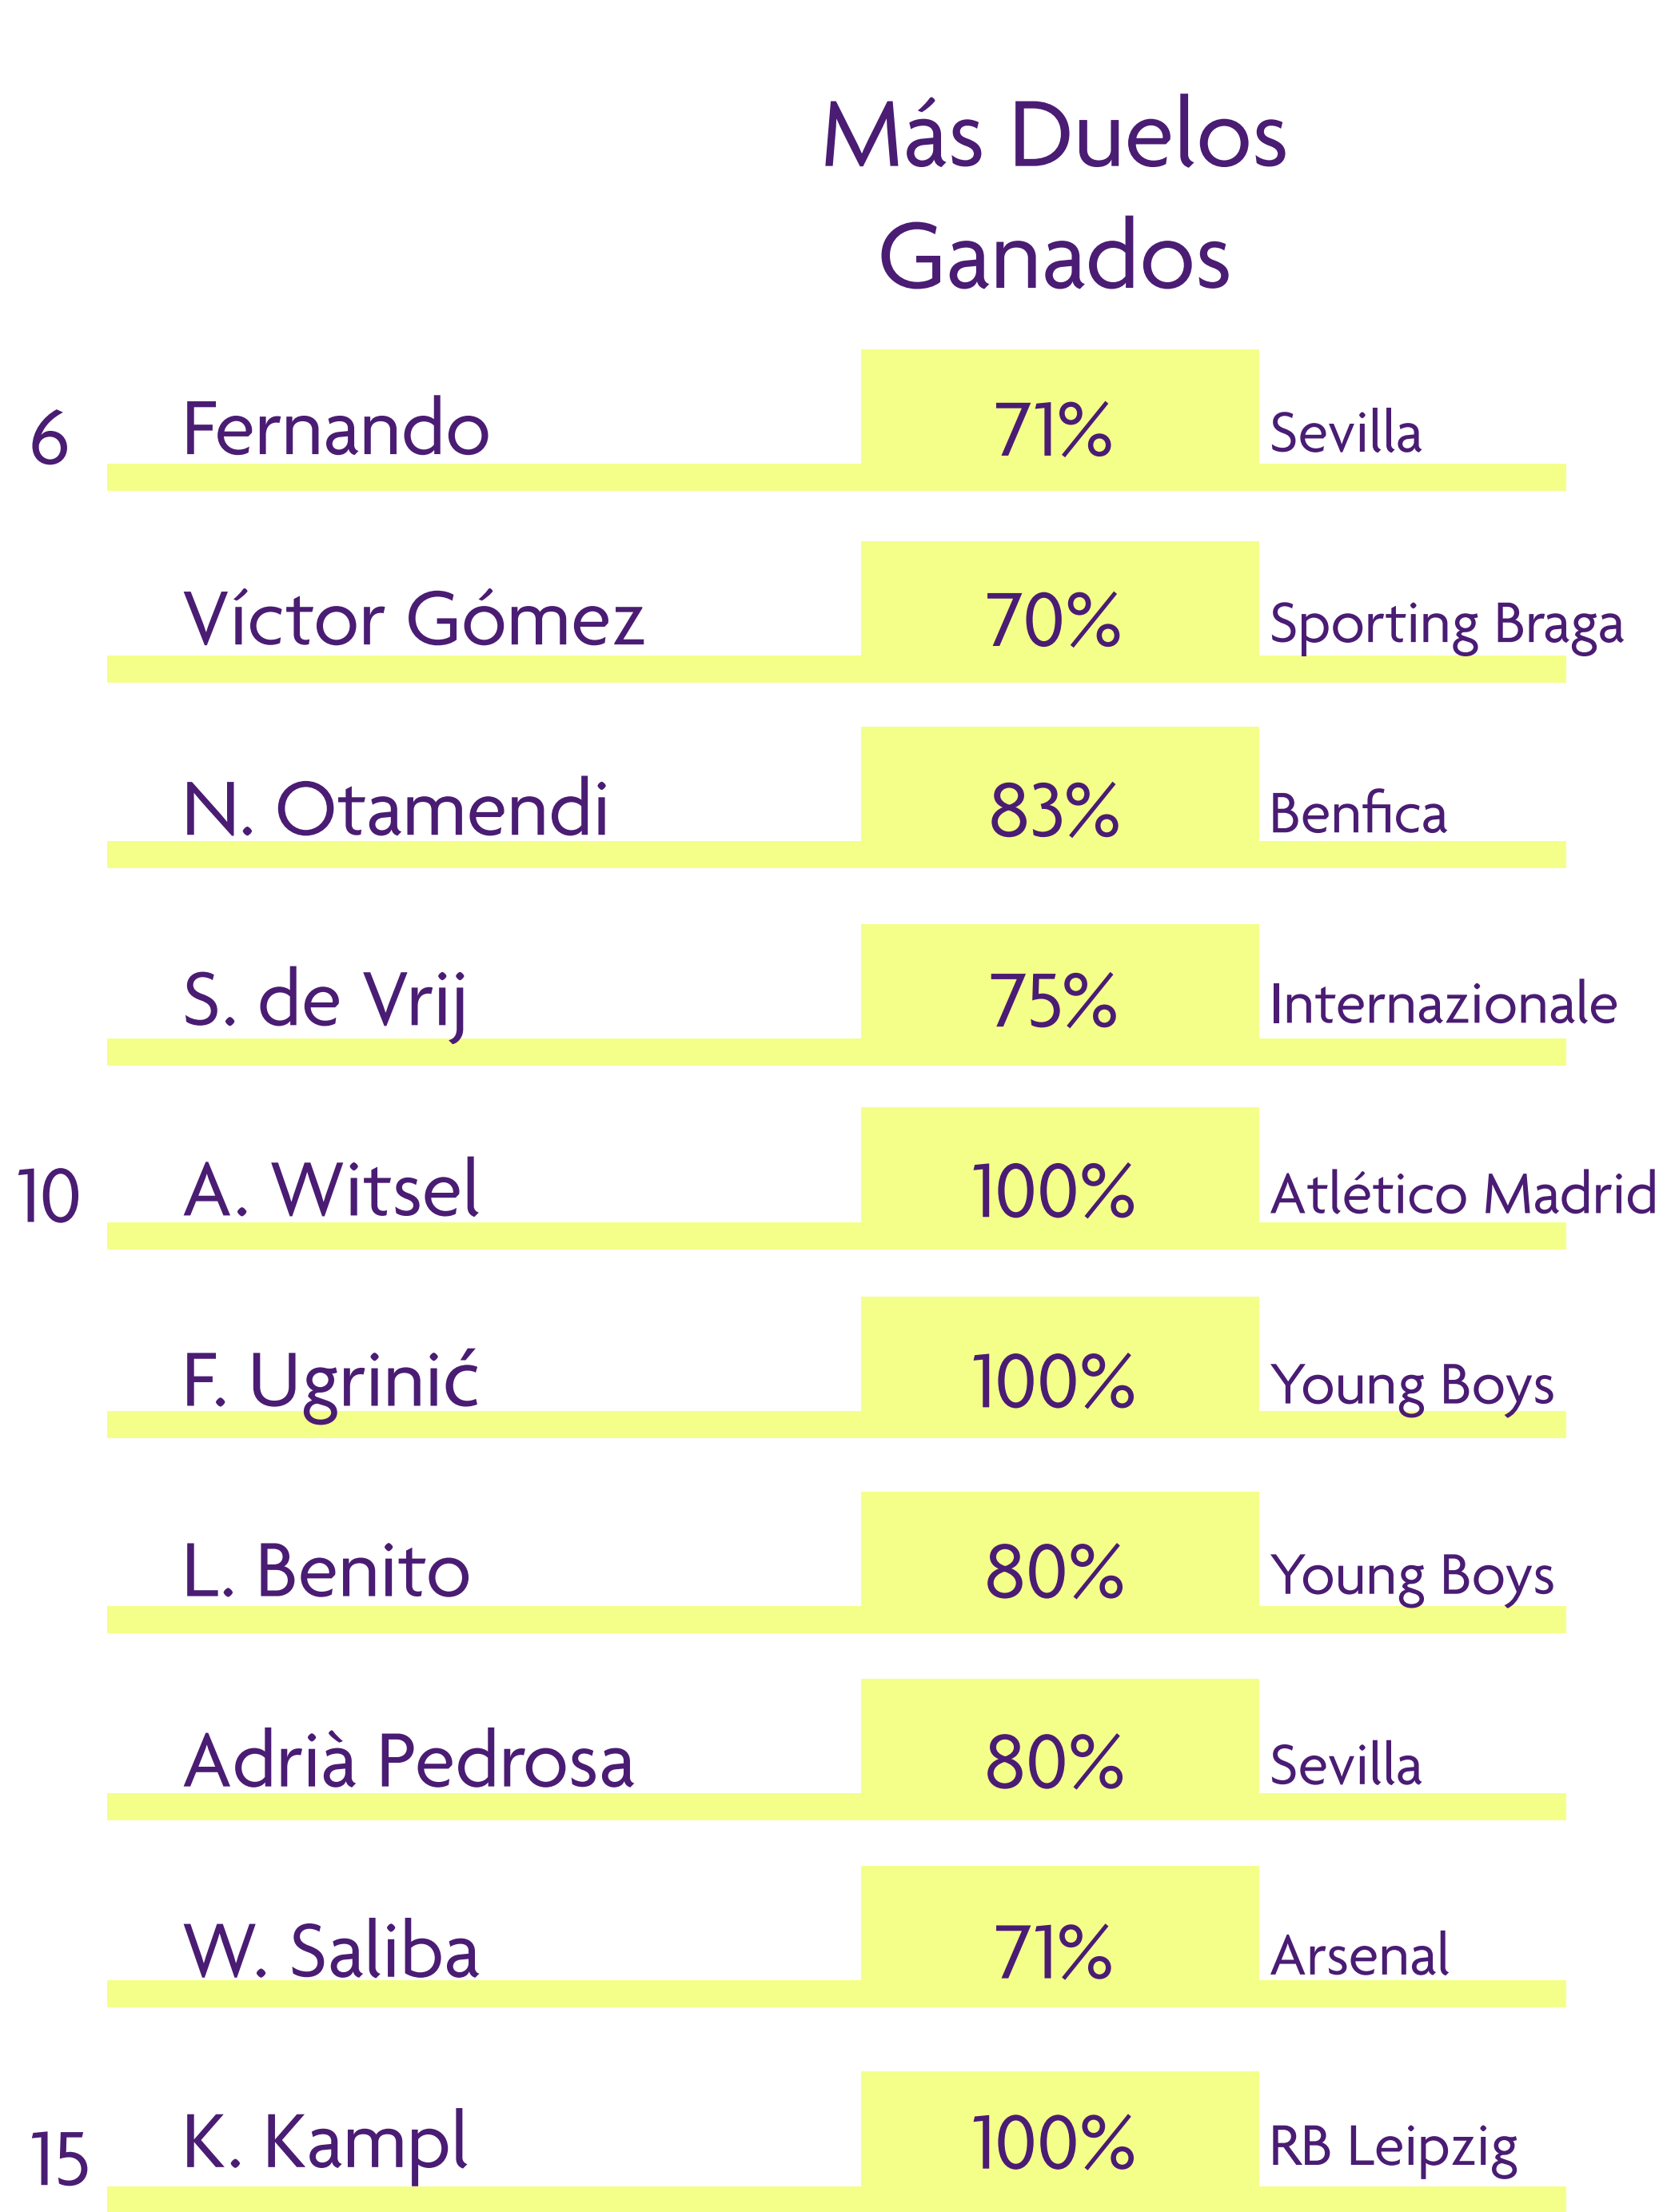 Más Duelos
Ganados
6 Fernando 71% Sevilla
Víctor Gómez 70% Sporting Braga
N. Otamendi 83% Benfica
S. de Vrij 75% Internazionale
10 A. Witsel 100% Atlético Madrid
F. Ugrinić 100% Young Boys
L. Benito 80% Young Boys
Adrià Pedrosa 80% Sevilla
W. Saliba 71% Arsenal
15 K. Kampl 100% RB Leipzig